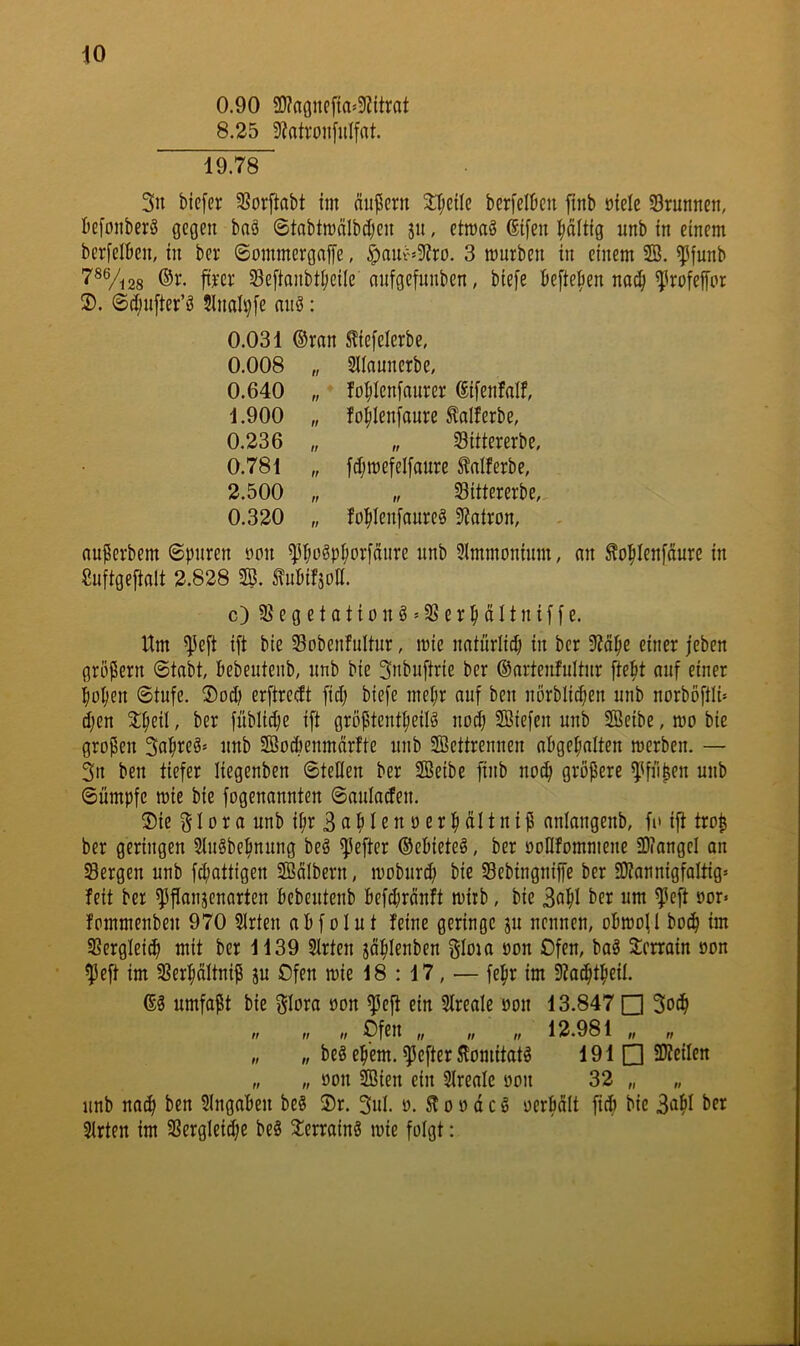 10
0.90 Magnesia-Nitrat
8.25 Natronsulfat.
19.78
In dieser Vorstadt im äußern Theile derselben sind viele Brunnen,
besonders gegen das Stadtwäldchen zu, etwas Eisen hältig und in einem
derselben, in der Sommergasse, Haus-Nro. 3 wurden in einem W. Pfund
7⁸⁶/₁₂₈ Gr. fixer Bestandtheile aufgefunden, diese bestehen nach Professor
D. Schuster's Analyse aus:
0.031 Gran Kieselerde,
0.008 „ Alaunerde,
0.640 „ kohlensaurer Eisenkalk,
1.900 „ kohlensaure Kalkerde,
0.236 „ „ Bittererde,
0.781 „ schwefelsaure Kalkerde,
2.500 „ „ Bittererde,
0.320 „ kohlensaures Natron,
außerdem Spuren von Phosphorsäure und Ammonium, an Kohlensäure in
Luftgestalt 2.828 W. Kubikzoll.
c) Vegetations-Verhältnisse.
Um Pest ist die Bodenkultur, wie natürlich in der Nähe einer jeden
größern Stadt, bedeutend, und die Industrie der Gartenkultur steht auf einer
hohen Stufe. Doch erstreckt sich diese mehr auf den nördlichen und nordöstli-
chen Theil, der südliche ist größtentheils noch Wiesen und Weide, wo die
großen Jahres- und Wochenmärkte und Wettrennen abgehalten werden. —
In den tiefer liegenden Stellen der Weide sind noch größere Pfützen und
Sümpfe wie die sogenannten Saulacken.
Die Flora und ihr Zahlenverhältniß anlangend, so ist trotz
der geringen Ausdehnung des Pester Gebietes, der vollkommene Mangel an
Bergen und schattigen Wäldern, wodurch die Bedingnisse der Mannigfaltig-
keit der Pflanzenarten bedeutend beschränkt wird, die Zahl der um Pest vor-
kommenden 970 Arten absolut keine geringe zu nennen, obwohl doch im
Vergleich mit der 1139 Arten zählenden Flora von Ofen, das Terrain von
Pest im Verhältniß zu Ofen wie 18 : 17, — sehr im Nachtheil.
Es umfaßt die Flora von Pest ein Areale von 13.847 □ Joch
„ „ „ Ofen „ „ „ 12.981 „ „
„ „ des ehem. Pester Komitats 191 □ Meilen
„ „ von Wien ein Areale von 32 „ „
und nach den Angaben des Dr. Jul. v. Kovács verhält sich die Zahl der
Arten im Vergleiche des Terrains wie folgt: